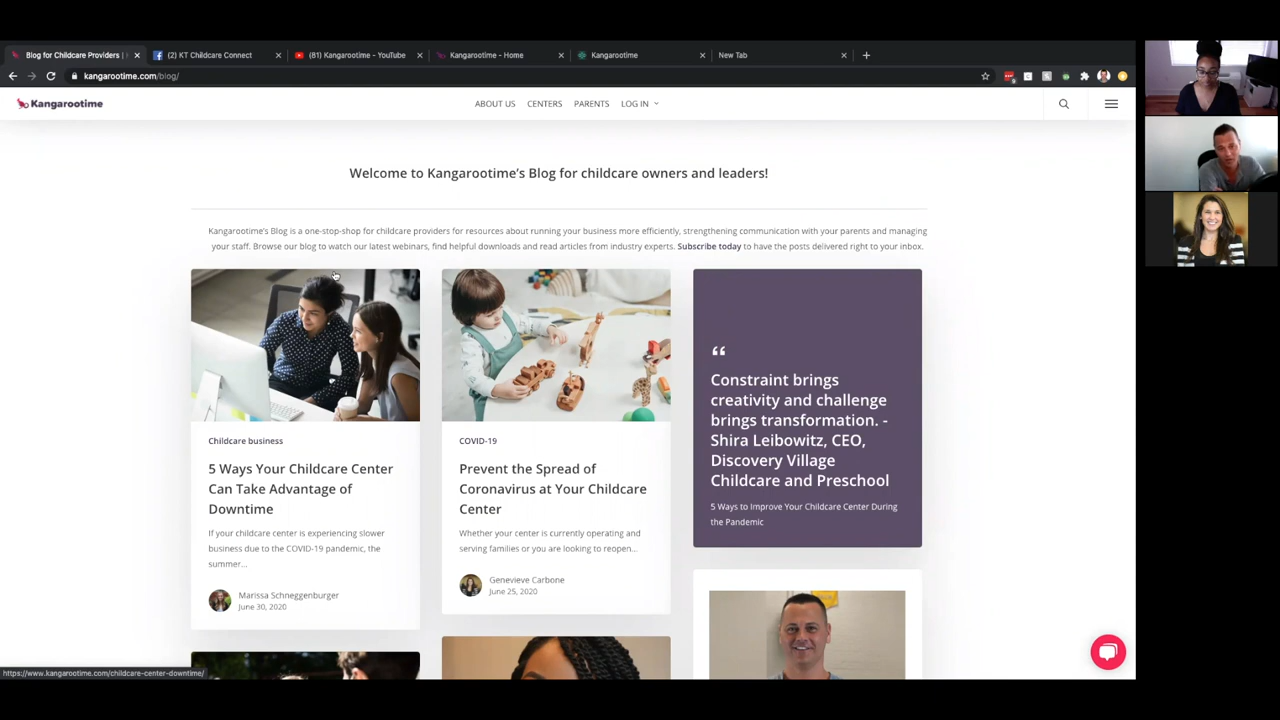 Blog for Childcare Providers |
(2) KT Childcare Connect
(81) Kangarootime - YouTube
Kangarootime - Home
Kangarootime
New Tab
kangarootime.com/blog/
Kangarootime
ABOUT US
CENTERS
PARENTS
LOG IN
Welcome to Kangarootime's Blog for childcare owners and leaders!
Kangarootime's Blog is a one-stop-shop for childcare providers for resources about running your business more efficiently, strengthening communication with your parents and managing
your staff. Browse our blog to watch our latest webinars, find helpful downloads and read articles from industry experts. Subscribe today to have the posts delivered right to your inbox.
Childcare business
5 Ways Your Childcare Center
Can Take Advantage of
Downtime
If your childcare center is experiencing slower
business due to the COVID-19 pandemic, the
summer...
Marissa Schneggenburger
June 30, 2020
COVID-19
Prevent the Spread of
Coronavirus at Your Childcare
Center
Whether your center is currently operating and
serving families or you are looking to reopen...
Genevieve Carbone
June 25, 2020
“
Constraint brings
creativity and challenge
brings transformation. -
Shira Leibowitz, CEO,
Discovery Village
Childcare and Preschool
5 Ways to Improve Your Childcare Center During
the Pandemic
https://www.kangarootime.com/childcare-center-downtime/